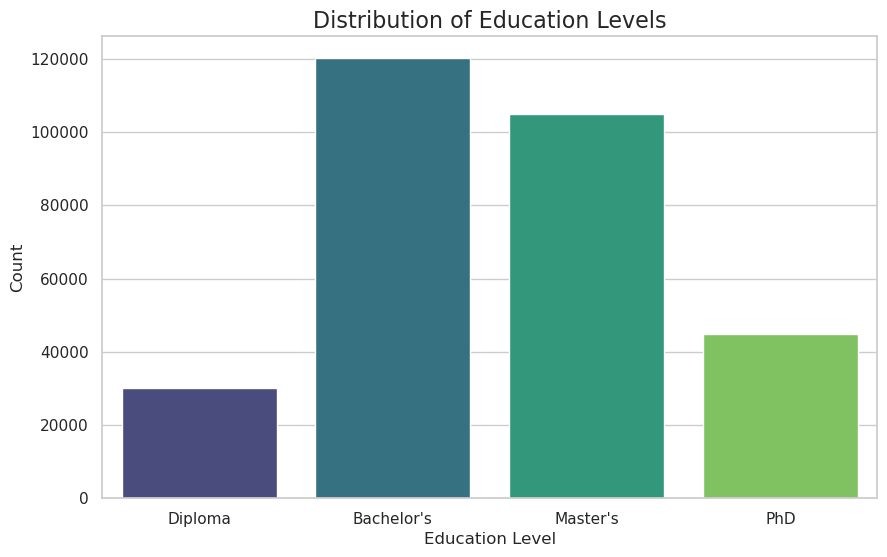 Distribution of Education Levels
120000
100000
80000
60000
40000
20000
0
Count
Diploma Bachelor's Master's PhD
Education Level